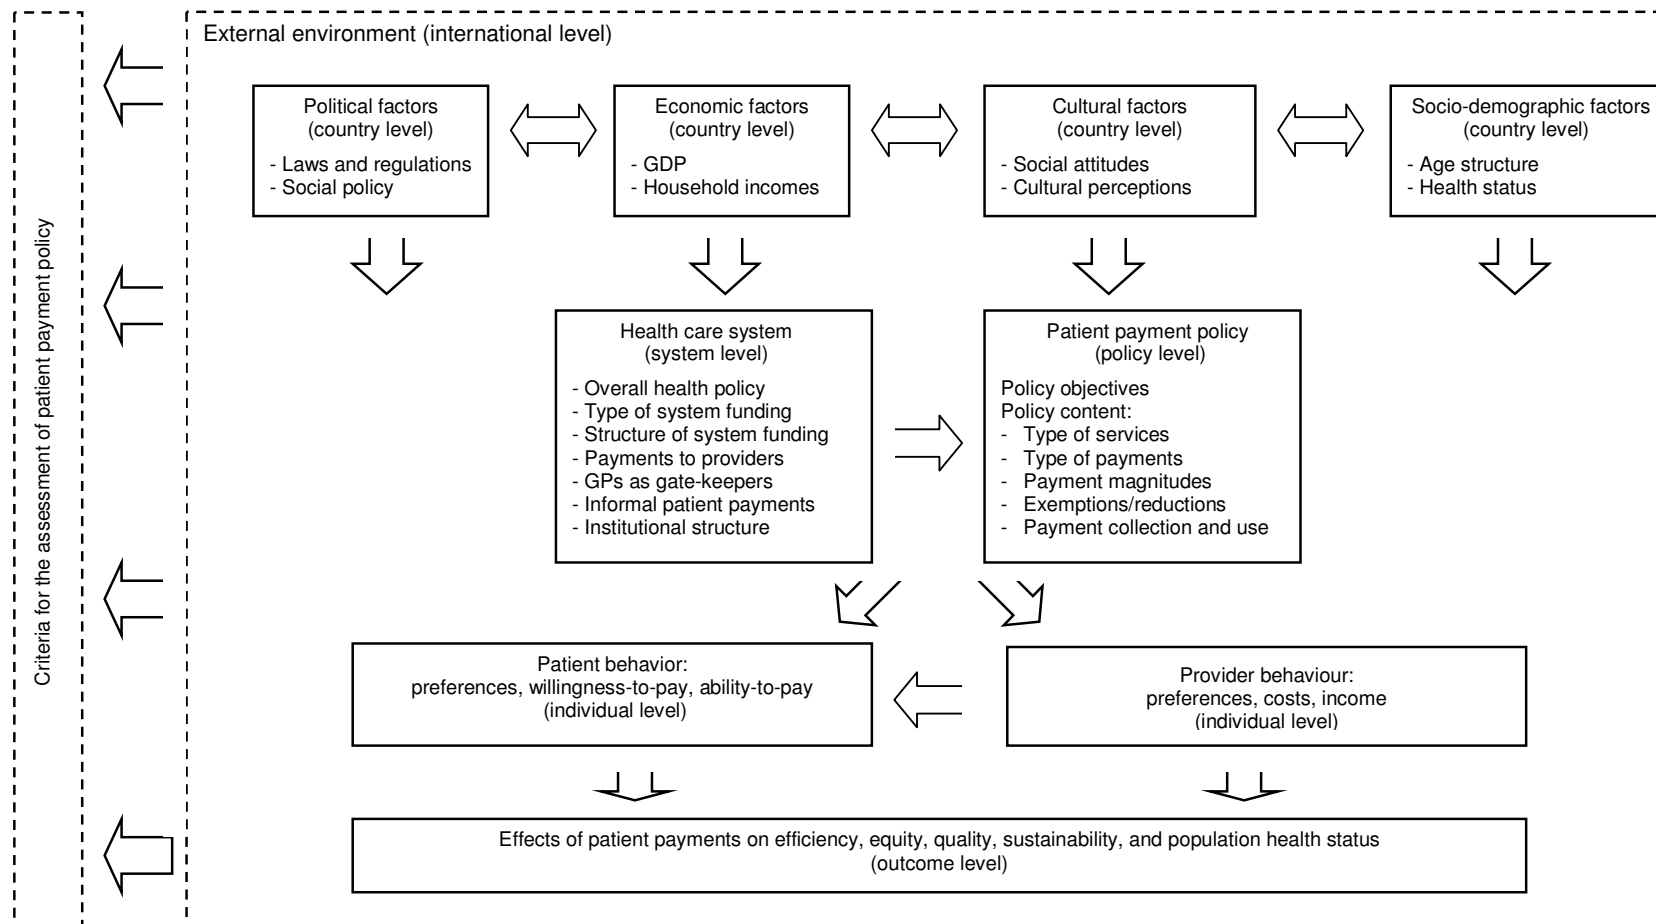 External environment (international level)
Criteria for the assessment of patient payment policy
Political factors
(country level)
- Laws and regulations
- Social policy
Economic factors
(country level)
- GDP
- Household incomes
Cultural factors
(country level)
- Social attitudes
- Cultural perceptions
Socio-demographic factors
(country level)
- Age structure
- Health status
Health care system
(system level)
- Overall health policy
- Type of system funding
- Structure of system funding
- Payments to providers
- GPs as gate-keepers
- Informal patient payments
- Institutional structure
Patient payment policy
(policy level)
Policy objectives
Policy content:
- Type of services
- Type of payments
- Payment magnitudes
- Exemptions/reductions
- Payment collection and use
Patient behavior:
preferences, willingness-to-pay, ability-to-pay
(individual level)
Provider behaviour:
preferences, costs, income
(individual level)
Effects of patient payments on efficiency, equity, quality, sustainability, and population health status
(outcome level)